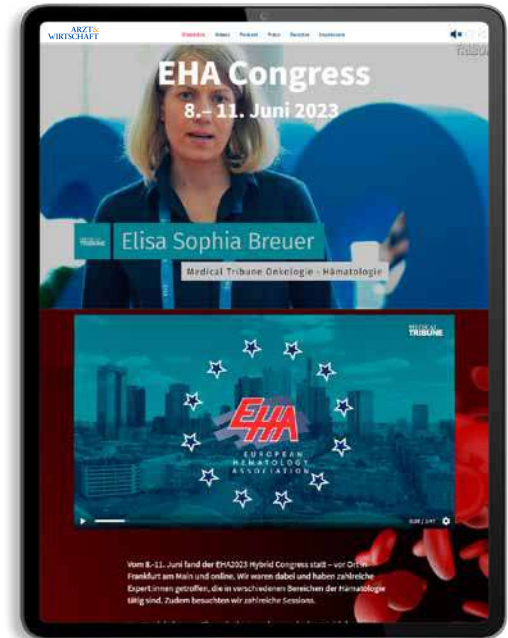 ARZT&
WIRTSCHAFT
EHA Congress
8.– 11. Juni 2023
MEDICAL
TRIBUNE
Elisa Sophia Breuer
Medical Tribune Onkologie - Hämatologie
MEDICAL
TRIBUNE
EHA
EUROPEAN
HEMATOLOGY
ASSOCIATION
Vom 8.-11. Juni fand der EHA2023 Hybrid Congress statt – vor Ort in
Frankfurt am Main und online. Wir waren dabei und haben zahlreiche
Expert:innen getroffen, die in verschiedenen Bereichen der Hämatologie
tätig sind. Zudem besuchten wir zahlreiche Sessions.